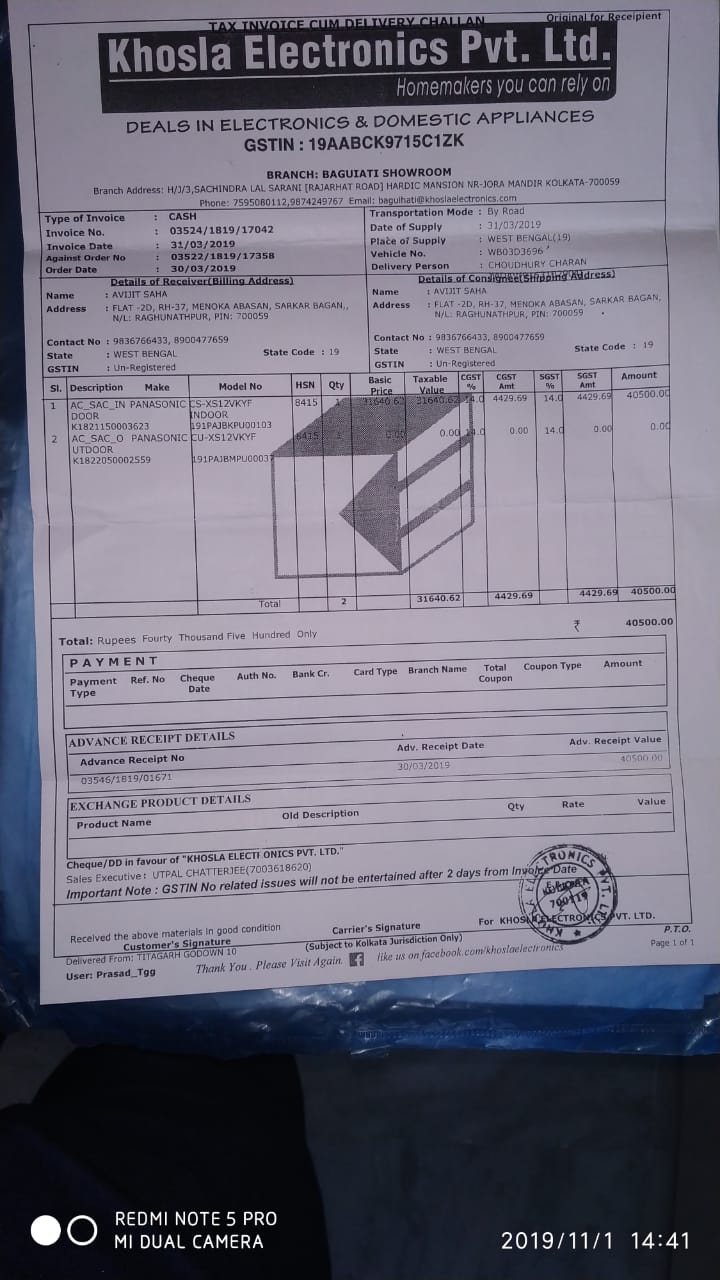 TAX INVOICE CUM DELIVERY CHALLAN
Original for Receipient
Khosla Electronics Pvt. Ltd.
Homemakers you can rely on
DEALS IN ELECTRONICS & DOMESTIC APPLIANCES
GSTIN : 19AABCK9715C1ZK
BRANCH: BAGUIATI SHOWROOM
Branch Address: H/J/3,SACHINDRA LAL SARANI [RAJARHAT ROAD] HARDIC MANSION NR-JORA MANDIR KOLKATA-700059
Phone: 7595080112,9874249767 Email: baguihati@khoslaelectronics.com
Type of Invoice : CASH
Invoice No. : 03524/1819/17042
Invoice Date : 31/03/2019
Against Order No : 03522/1819/17358
Order Date : 30/03/2019
Transportation Mode : By Road
Date of Supply : 31/03/2019
Place of Supply : WEST BENGAL(19)
Vehicle No. : WB03D3696
Delivery Person : CHOUDHURY CHARAN
Details of Receiver(Billing Address)
Name : AVIJIT SAHA
Address : FLAT -2D, RH-37, MENOKA ABASAN, SARKAR BAGAN,,
N/L: RAGHUNATHPUR, PIN: 700059
Contact No : 9836766433, 8900477659
State : WEST BENGAL State Code : 19
GSTIN : Un-Registered
Details of Consignee(Shipping Address)
Name : AVIJIT SAHA
Address : FLAT -2D, RH-37, MENOKA ABASAN, SARKAR BAGAN,
N/L: RAGHUNATHPUR, PIN: 700059
Contact No : 9836766433, 8900477659
State : WEST BENGAL State Code : 19
GSTIN : Un-Registered
Sl. Description Make Model No HSN Qty Basic Price Taxable Value CGST % CGST Amt SGST % SGST Amt Amount
1 AC_SAC_IN PANASONIC CS-XS12VKYF 8415 1 31640.62 31640.62 14.0 4429.69 14.0 4429.69 40500.00
DOOR INDOOR
K1821150003623 191PAJBKPU00103
2 AC_SAC_O PANASONIC CU-XS12VKYF 8415 1 0.00 0.00 14.0 0.00 14.0 0.00 0.00
UTDOOR
K1822050002559 191PAJBMPU00037
Total 2 31640.62 4429.69 4429.69 40500.00
₹ 40500.00
Total: Rupees Fourty Thousand Five Hundred Only
PAYMENT
Payment Type Ref. No Cheque Date Auth No. Bank Cr. Card Type Branch Name Total Coupon Coupon Type Amount
ADVANCE RECEIPT DETAILS
Advance Receipt No Adv. Receipt Date Adv. Receipt Value
03546/1819/01671 30/03/2019 40500.00
EXCHANGE PRODUCT DETAILS
Product Name Old Description Qty Rate Value
Cheque/DD in favour of "KHOSLA ELECTI ONICS PVT. LTD."
Sales Executive : UTPAL CHATTERJEE(7003618620)
Important Note : GSTIN No related issues will not be entertained after 2 days from Invoice Date
For KHOSLA ELECTRONICS PVT. LTD.
Received the above materials in good condition
Customer's Signature
Carrier's Signature
(Subject to Kolkata Jurisdiction Only)
P.T.O.
Delivered From: TITAGARH GODOWN 10
Page 1 of 1
User: Prasad_Tgg
Thank You . Please Visit Again. f like us on facebook.com/khoslaelectronics
REDMI NOTE 5 PRO
MI DUAL CAMERA
2019/11/1 14:41